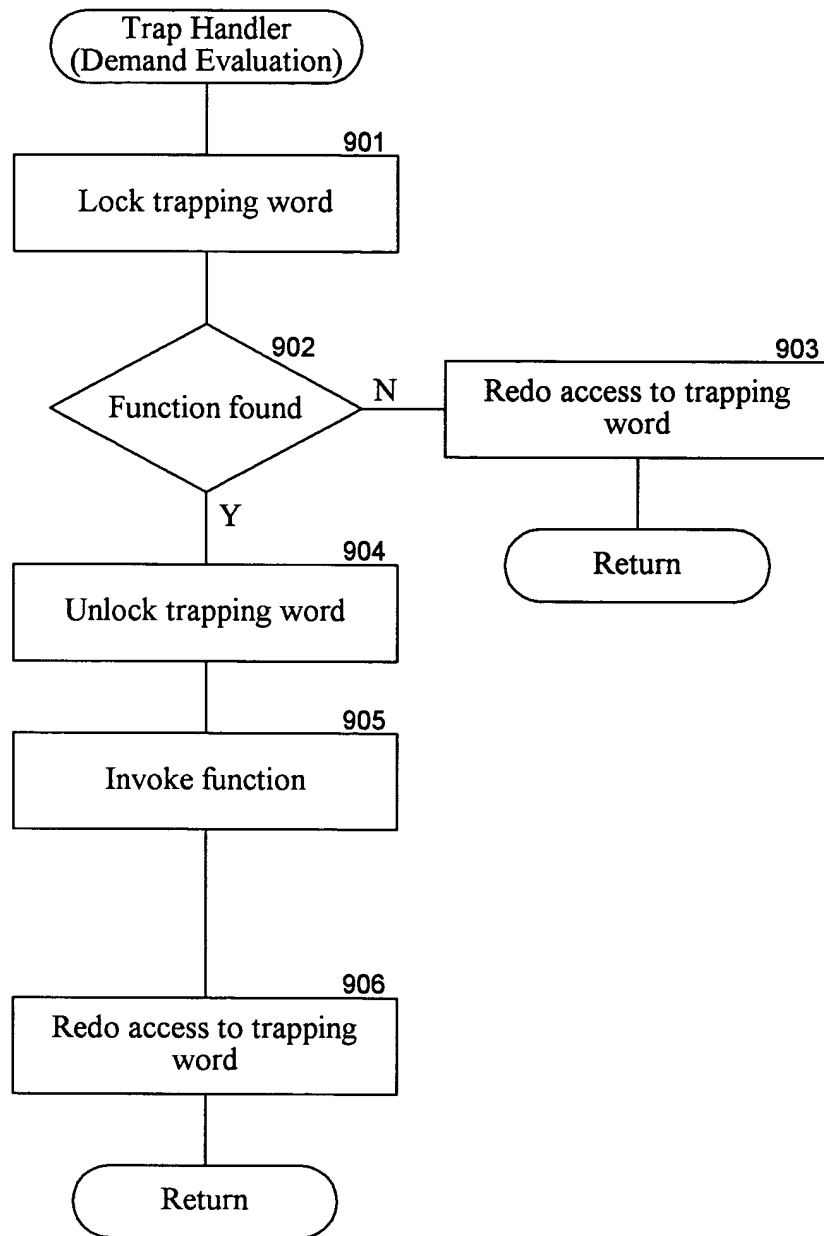 Trap Handler
(Demand Evaluation)
901
Lock trapping word
902
Function found
N
903
Redo access to trapping
word
Return
Y
904
Unlock trapping word
905
Invoke function
906
Redo access to trapping
word
Return